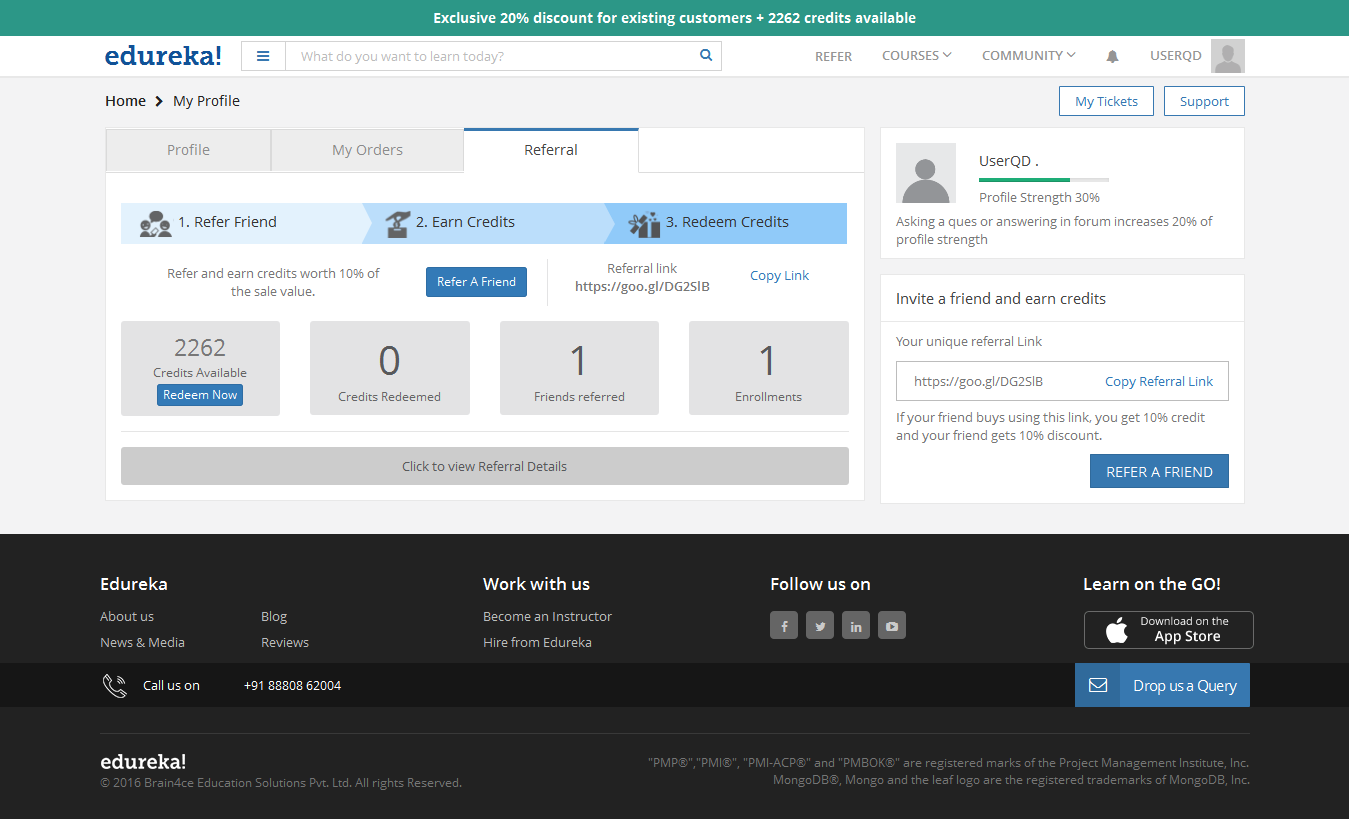 Exclusive 20% discount for existing customers + 2262 credits available
edureka!
What do you want to learn today?
REFER
COURSES
COMMUNITY
USERQD
Home
My Profile
My Tickets
Support
Profile
My Orders
Referral
1. Refer Friend
2. Earn Credits
3. Redeem Credits
Refer and earn credits worth 10% of
the sale value.
Refer A Friend
Referral link
https://goo.gl/DG2SlB
Copy Link
2262
Credits Available
Redeem Now
0
Credits Redeemed
1
Friends referred
1
Enrollments
Click to view Referral Details
UserQD .
Profile Strength 30%
Asking a ques or answering in forum increases 20% of
profile strength
Invite a friend and earn credits
Your unique referral Link
https://goo.gl/DG2SlB
Copy Referral Link
If your friend buys using this link, you get 10% credit
and your friend gets 10% discount.
REFER A FRIEND
Edureka
About us
Blog
News & Media
Reviews
Work with us
Become an Instructor
Hire from Edureka
Follow us on
Learn on the GO!
Download on the
App Store
Call us on
+91 88808 62004
Drop us a Query
edureka!
© 2016 Brain4ce Education Solutions Pvt. Ltd. All rights Reserved.
"PMP®","PMI®", "PMI-ACP®" and "PMBOK®" are registered marks of the Project Management Institute, Inc.
MongoDB®, Mongo and the leaf logo are the registered trademarks of MongoDB, Inc.